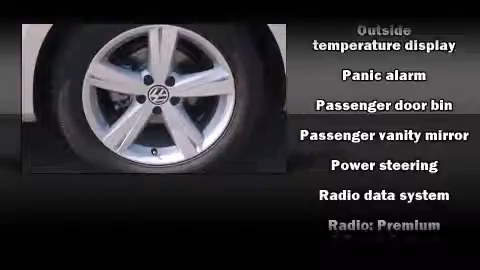 Outside
temperature display
Panic alarm
Passenger door bin
Passenger vanity mirror
Power steering
Radio data system
Radio: Premium